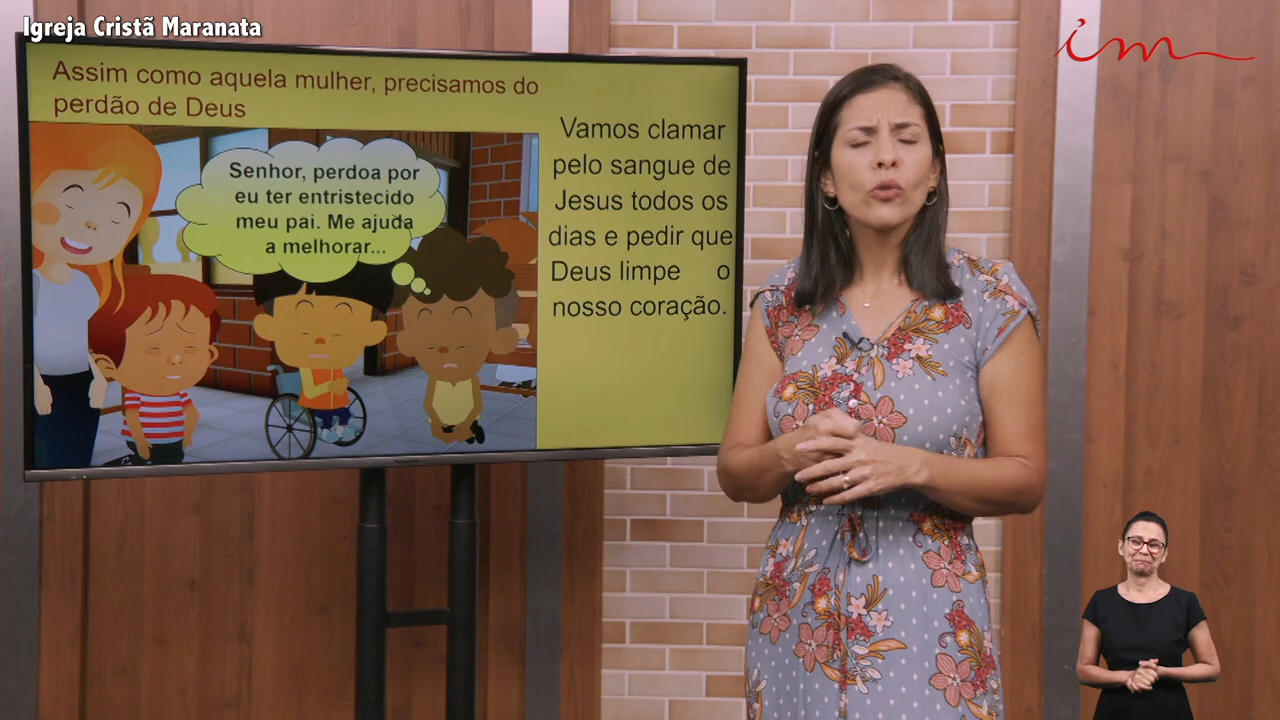 Igreja Cristã Maranata
im
Assim como aquela mulher, precisamos do
perdão de Deus
Senhor, perdoa por
eu ter entristecido
meu pai. Me ajuda
a melhorar...
Vamos clamar
pelo sangue de
Jesus todos os
dias e pedir que
Deus limpe o
nosso coração.